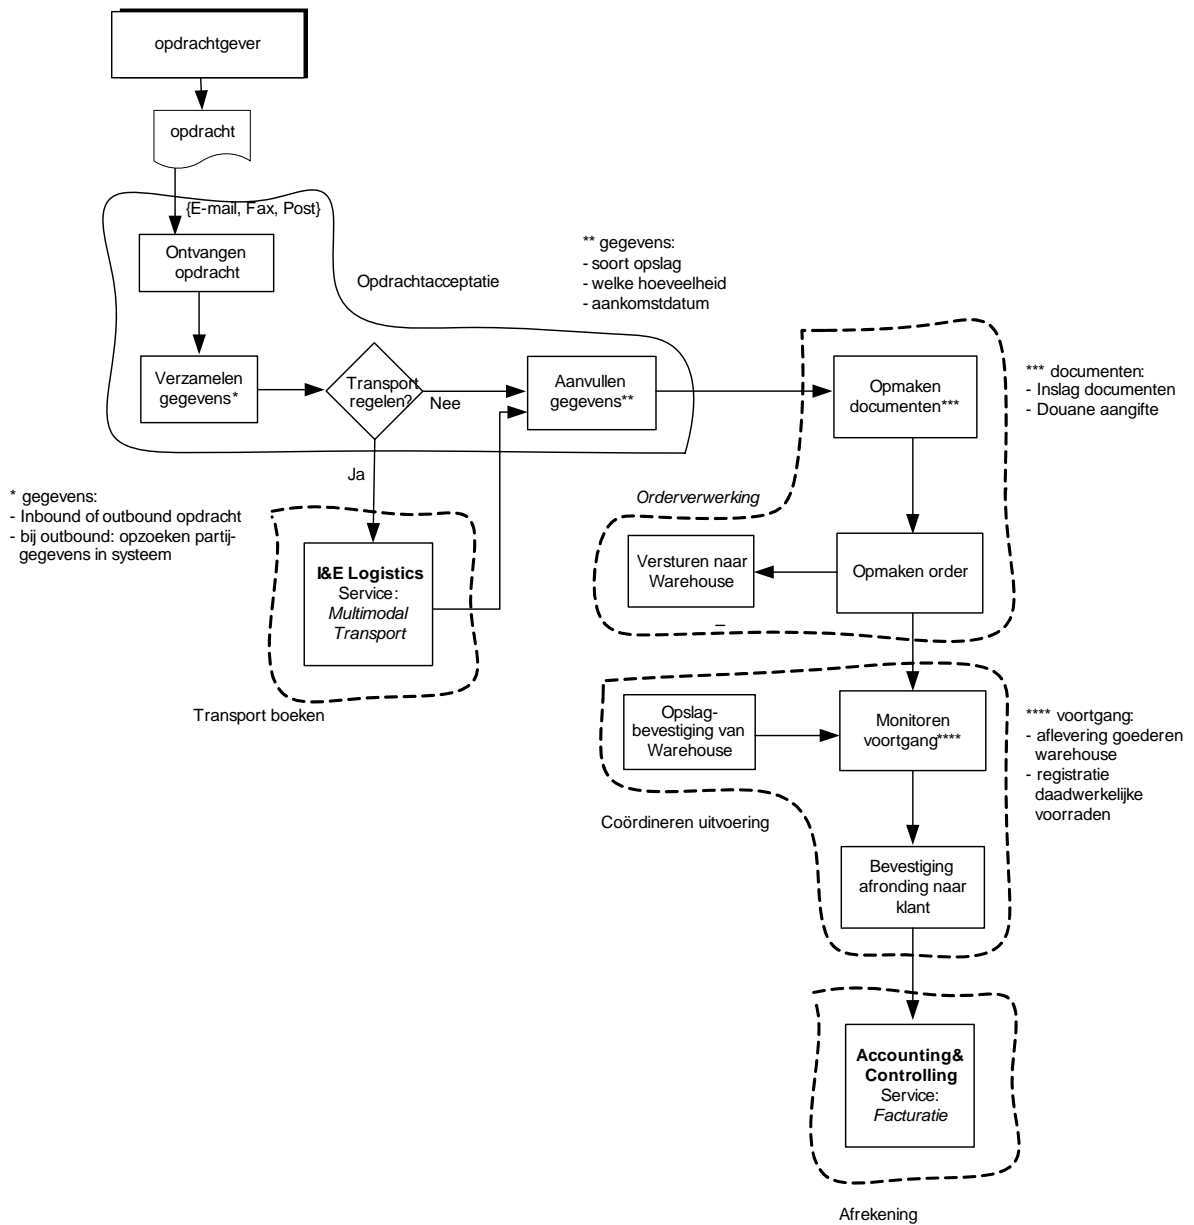 opdrachtgever
opdracht
{E-mail, Fax, Post}
Ontvangen
opdracht
Opdrachtacceptatie
** gegevens:
- soort opslag
- welke hoeveelheid
- aankomstdatum
Verzamelen
gegevens*
Transport
regelen?
Nee
Ja
Aanvullen
gegevens**
Opmaken
documenten***
*** documenten:
- Inslag documenten
- Douane aangifte
* gegevens:
- Inbound of outbound opdracht
- bij outbound: opzoeken partij-
gegevens in systeem
I&E Logistics
Service:
Multimodal
Transport
Transport boeken
Orderverwerking
Versturen naar
Warehouse
Opmaken order
_
Opslag-
bevestiging van
Warehouse
Monitoren
voortgang****
**** voortgang:
- aflevering goederen
warehouse
- registratie
daadwerkelijke
voorraden
Coördineren uitvoering
Bevestiging
afronding naar
klant
Accounting&
Controlling
Service:
Facturatie
Afrekening